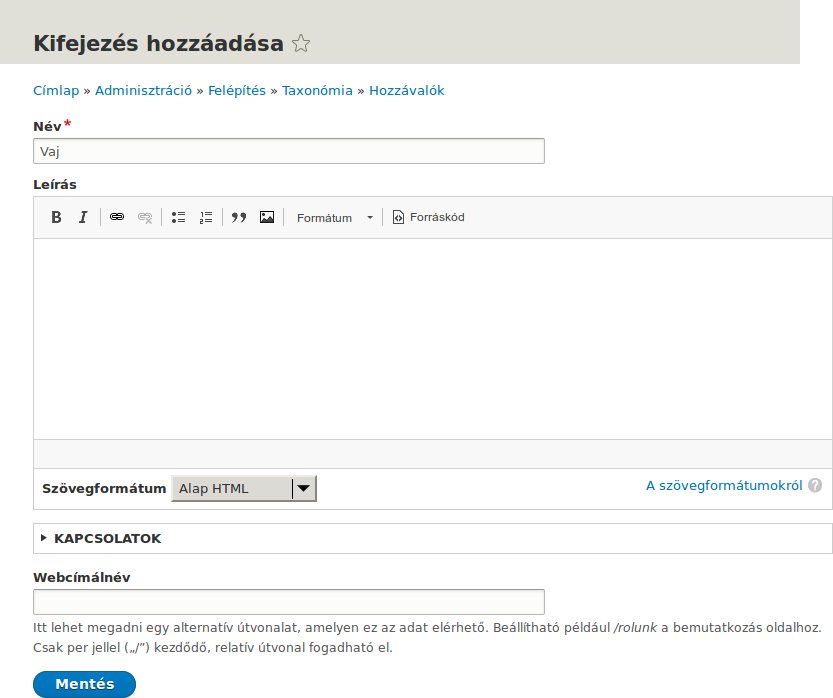 Kifejezés hozzáadása
Címlap » Adminisztráció » Felépítés » Taxonómia » Hozzávalók
Név*
Vaj
Leírás
B I Formátum Forráskód
Szövegformátum Alap HTML A szövegformátumokról ?
KAPCSOLATOK
Webcímálnév
Itt lehet megadni egy alternatív útvonalat, amelyen ez az adat elérhető. Beállítható például /rolunk a bemutatkozás oldalhoz.
Csak per jellel („/”) kezdődő, relatív útvonal fogadható el.
Mentés